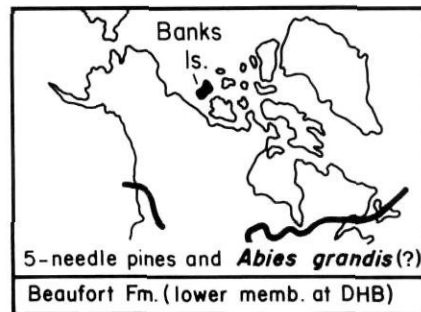 Banks
Is.
5-needle pines and Abies grandis(?)
Beaufort Fm. (lower memb. at DHB)